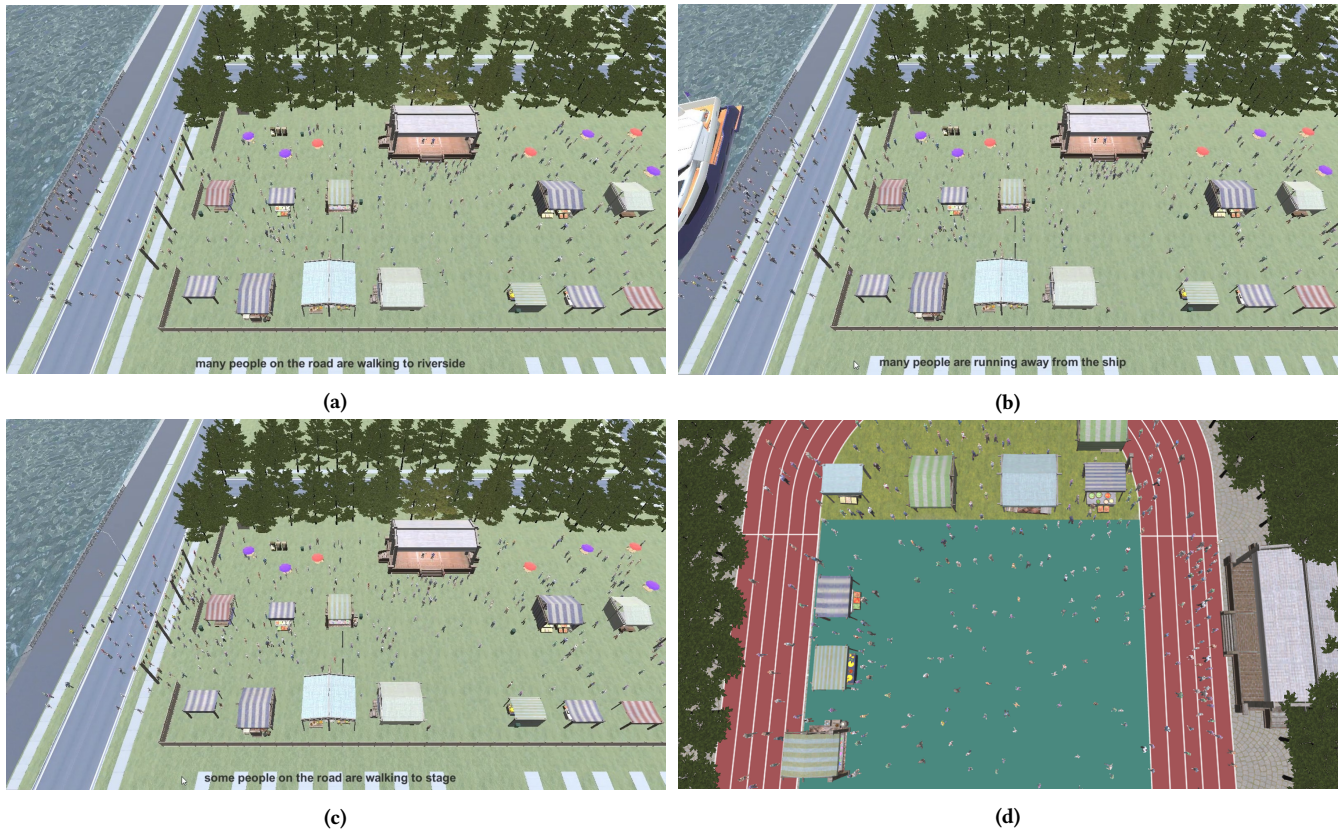 many people on the road are walking to riverside
many people are running away from the ship
(a)
(b)
some people on the road are walking to stage
(c)
(d)